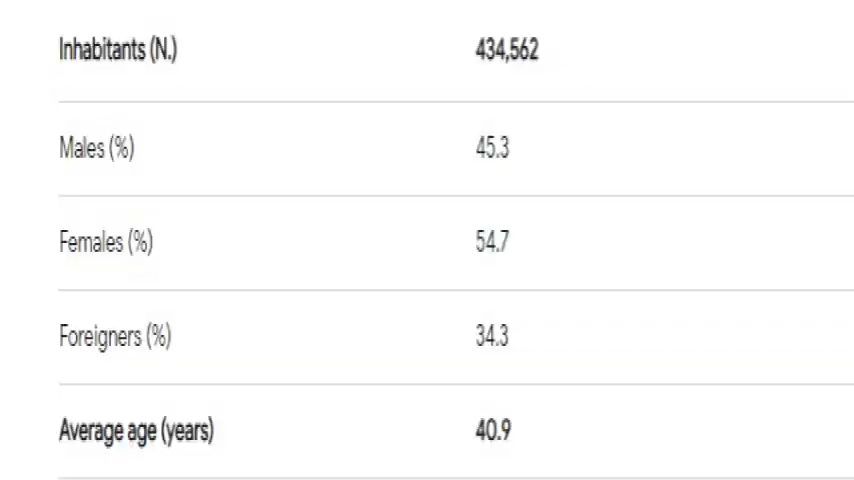 Inhabitants (N.) 434,562
Males (%) 45.3
Females (%) 54.7
Foreigners (%) 34.3
Average age (years) 40.9